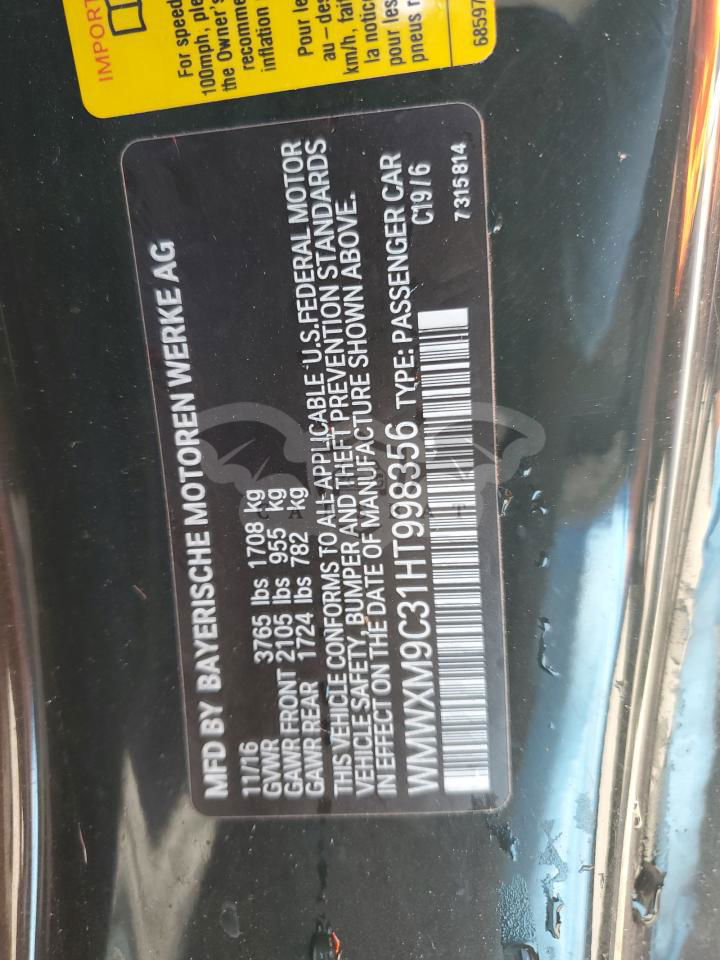 IMPORT
For speed
100mph, ple
the Owner's
recomme
inflation
Pour le
au-des
km/h, fai
la notic
pour les
pneus
6859
MFD BY BAYERISCHE MOTOREN WERKE AG
11/16
GVWR 3765 lbs 1708 kg
GAWR FRONT 2105 lbs 955 kg
GAWR REAR 1724 lbs 782 kg
THIS VEHICLE CONFORMS TO ALL APPLICABLE U.S. FEDERAL MOTOR
VEHICLE SAFETY, BUMPER AND THEFT PREVENTION STANDARDS
IN EFFECT ON THE DATE OF MANUFACTURE SHOWN ABOVE.
WMWXM9C31HT998356 TYPE: PASSENGER CAR
C19/6
7315814